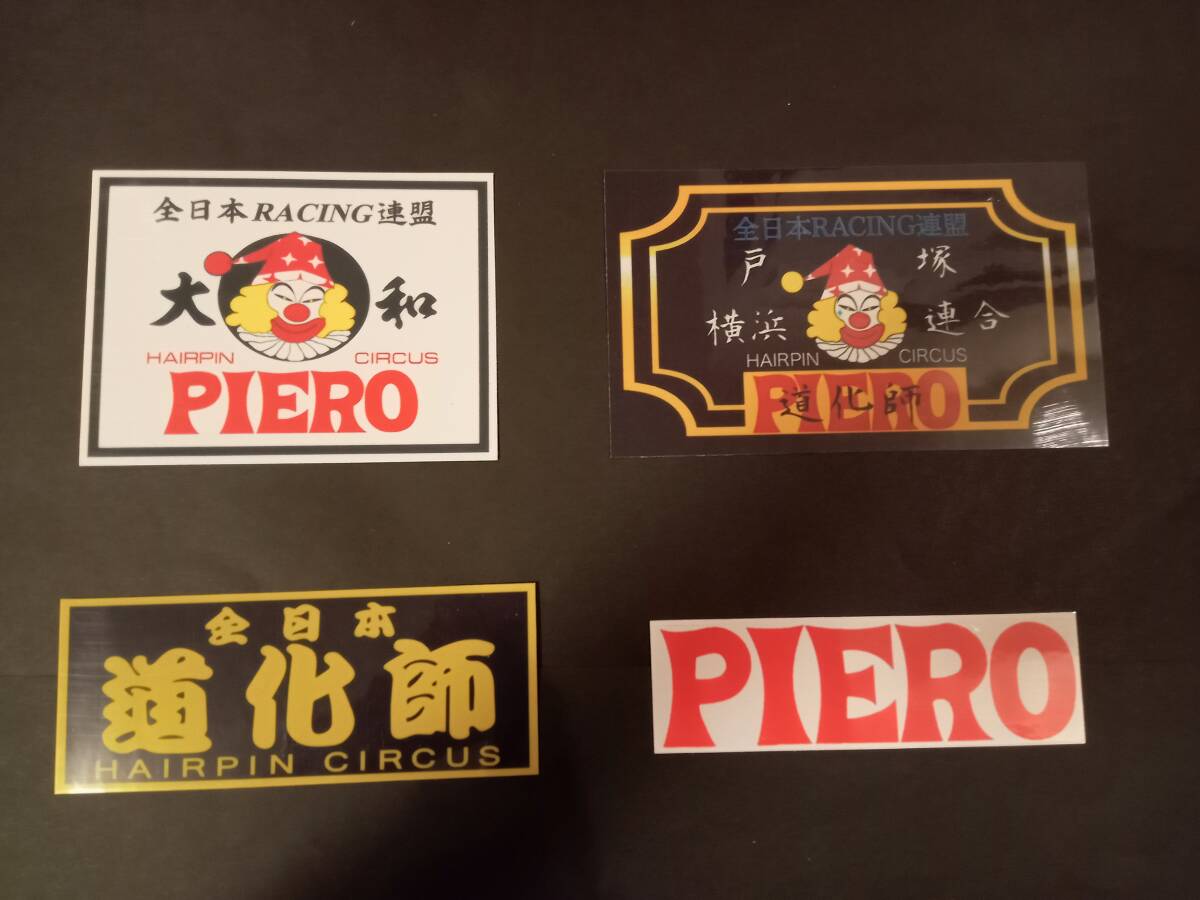 全日本RACING連盟
大 和
HAIRPIN CIRCUS
PIERO
全日本RACING連盟
戸塚
横浜 連合
HAIRPIN CIRCUS
PIERO
道化師
全日本
道化師
HAIRPIN CIRCUS
PIERO